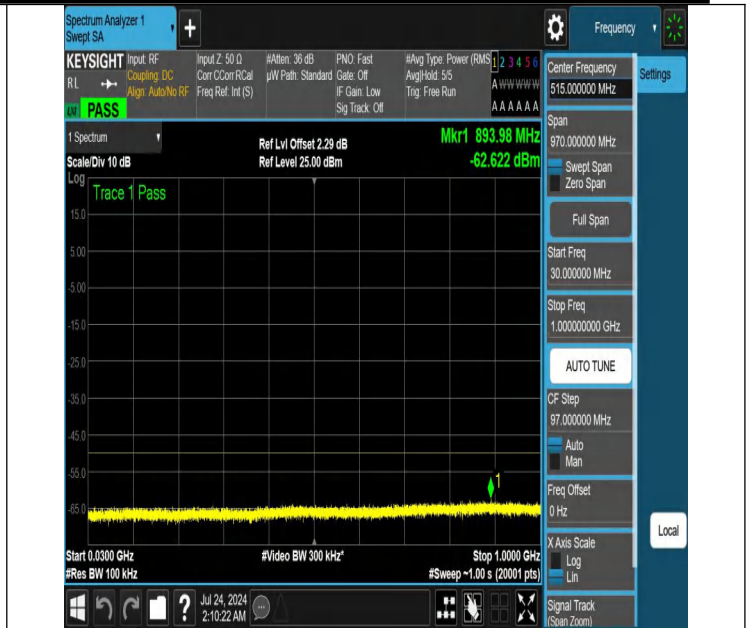 Spectrum Analyzer 1
Swept SA
+
Frequency
KEYSIGHT
RL
LXI
PASS
Input: RF
Coupling: DC
Align: Auto/No RF
Input Z: 50 Ω
Corr CCorr RCal
Freq Ref: Int (S)
#Atten: 36 dB
µW Path: Standard
PNO: Fast
Gate: Off
IF Gain: Low
Sig Track: Off
#Avg Type: Power (RMS
Avg|Hold: 5/5
Trig: Free Run
1 2 3 4 5 6
A W W W W W
A A A A A A
1 Spectrum
Scale/Div 10 dB
Ref Lvl Offset 2.29 dB
Ref Level 25.00 dBm
Mkr1 893.98 MHz
-62.622 dBm
Log
Trace 1 Pass
15.0
5.00
-5.00
-15.0
-25.0
-35.0
-45.0
-55.0
-65.0
1
Start 0.0300 GHz
#Res BW 100 kHz
#Video BW 300 kHz*
Stop 1.0000 GHz
#Sweep ~1.00 s (20001 pts)
?
Jul 24, 2024
2:10:22 AM
Center Frequency
515.000000 MHz
Span
970.000000 MHz
Swept Span
Zero Span
Full Span
Start Freq
30.000000 MHz
Stop Freq
1.000000000 GHz
AUTO TUNE
CF Step
97.000000 MHz
Auto
Man
Freq Offset
0 Hz
X Axis Scale
Log
Lin
Signal Track
(Span Zoom)
Settings
Local